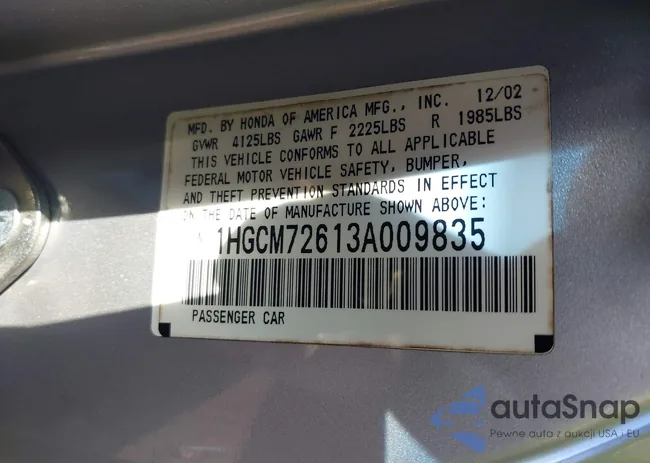 MFD. BY HONDA OF AMERICA MFG., INC. 12/02
GVWR 4125LBS GAWR F 2225LBS R 1985LBS
THIS VEHICLE CONFORMS TO ALL APPLICABLE
FEDERAL MOTOR VEHICLE SAFETY, BUMPER,
AND THEFT PREVENTION STANDARDS IN EFFECT
ON THE DATE OF MANUFACTURE SHOWN ABOVE:
1HGCM72613A009835
PASSENGER CAR
autoSnap
Pewne auta z aukcji USA i EU